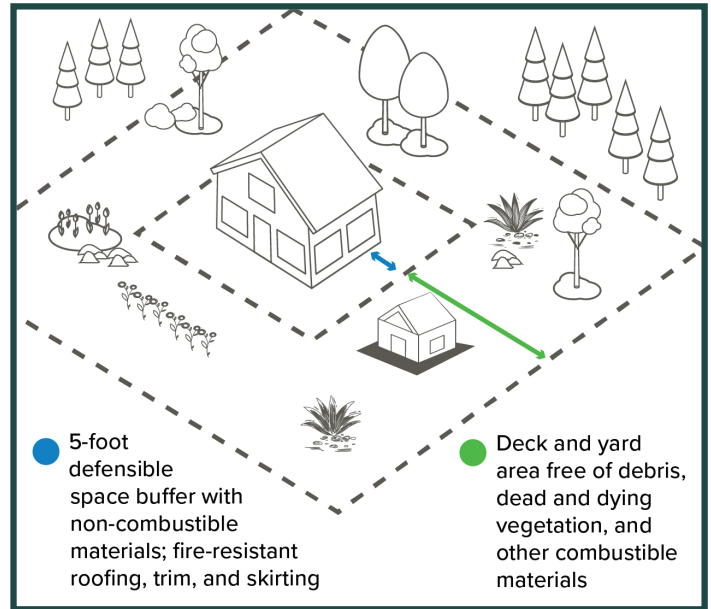 5-foot
defensible
space buffer with
non-combustible
materials; fire-resistant
roofing, trim, and skirting
Deck and yard
area free of debris,
dead and dying
vegetation, and
other combustible
materials